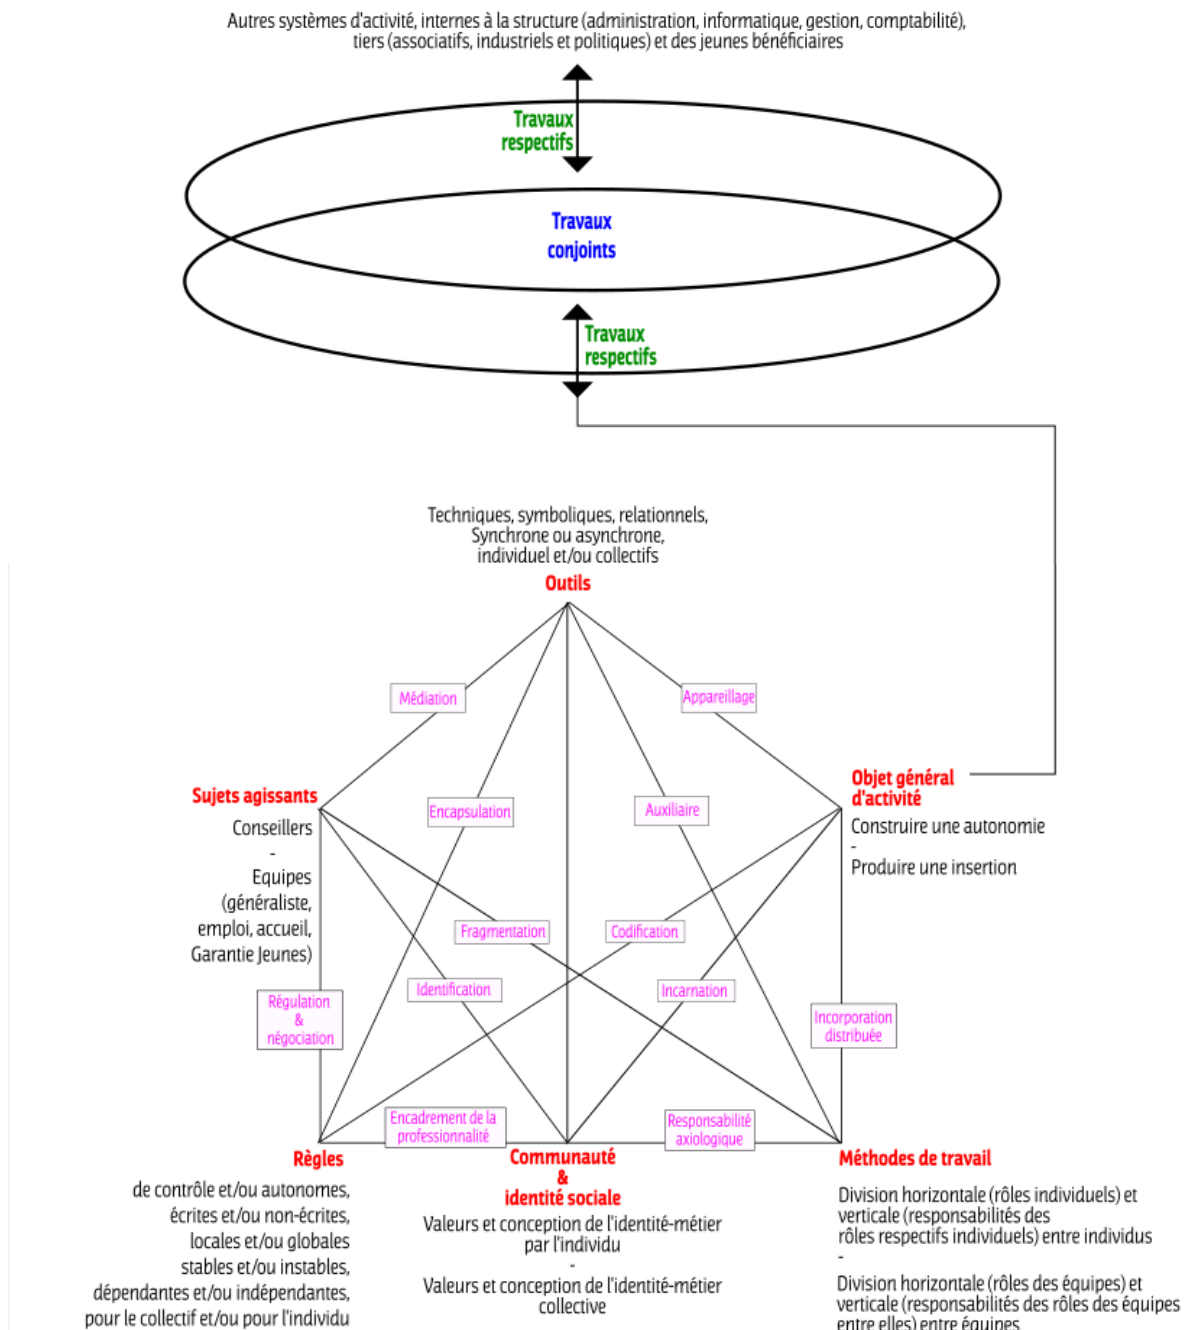 Autres systèmes d'activité, internes à la structure (administration, informatique, gestion, comptabilité),
tiers (associatifs, industriels et politiques) et des jeunes bénéficiaires
Travaux
respectifs
Travaux
conjoints
Travaux
respectifs
Techniques, symboliques, relationnels,
Synchrone ou asynchrone,
individuel et/ou collectifs
Outils
Médiation
Appareillage
Sujets agissants
Conseillers
-
Equipes
(généraliste,
emploi, accueil,
Garantie Jeunes)
Objet général
d'activité
Construire une autonomie
-
Produire une insertion
Encapsulation
Auxiliaire
Fragmentation
Codification
Identification
Incarnation
Régulation
&
négociation
Incorporation
distribuée
Encadrement de la
professionnalité
Responsabilité
axiologique
Règles
de contrôle et/ou autonomes,
écrites et/ou non-écrites,
locales et/ou globales
stables et/ou instables,
dépendantes et/ou indépendantes,
pour le collectif et/ou pour l'individu
Communauté
&
identité sociale
Valeurs et conception de l'identité-métier
par l'individu
-
Valeurs et conception de l'identité-métier
collective
Méthodes de travail
Division horizontale (rôles individuels) et
verticale (responsabilités des
rôles respectifs individuels) entre individus
-
Division horizontale (rôles des équipes) et
verticale (responsabilités des rôles des équipes
entre elles) entre équipes